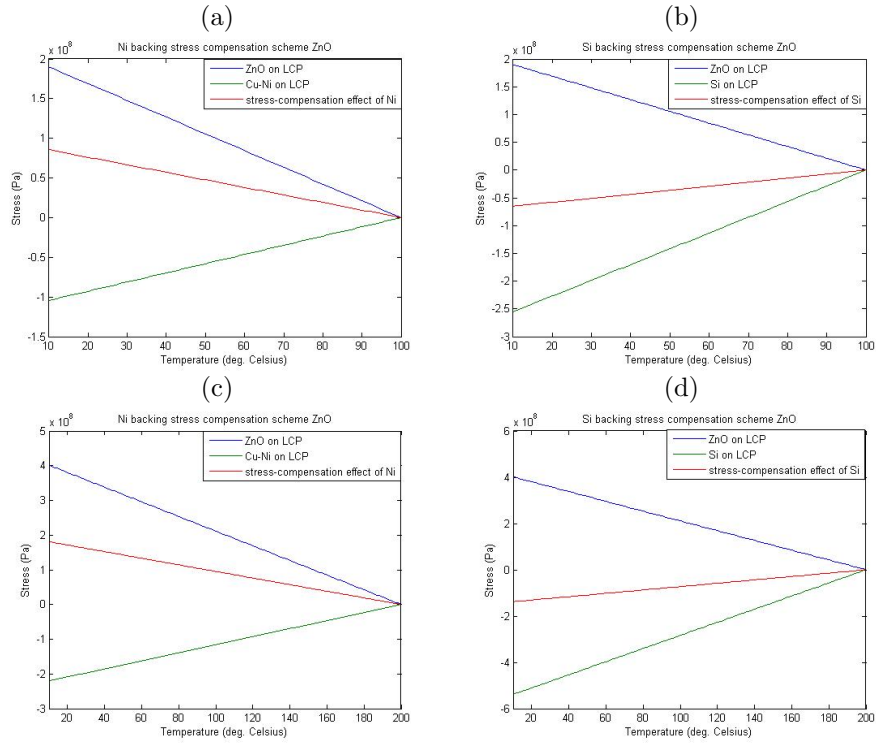 (a)
Ni backing stress compensation scheme ZnO
x 10^8
2
1.5
1
0.5
0
-0.5
-1
-1.5
Stress (Pa)
ZnO on LCP
Cu-Ni on LCP
stress-compensation effect of Ni
10 20 30 40 50 60 70 80 90 100
Temperature (deg. Celsius)
(b)
Si backing stress compensation scheme ZnO
x 10^8
2
1.5
1
0.5
0
-0.5
-1
-1.5
-2
-2.5
-3
Stress (Pa)
ZnO on LCP
Si on LCP
stress-compensation effect of Si
10 20 30 40 50 60 70 80 90 100
Temperature (deg. Celsius)
(c)
Ni backing stress compensation scheme ZnO
x 10^8
5
4
3
2
1
0
-1
-2
-3
Stress (Pa)
ZnO on LCP
Cu-Ni on LCP
stress-compensation effect of Ni
20 40 60 80 100 120 140 160 180 200
Temperature (deg. Celsius)
(d)
Si backing stress compensation scheme ZnO
x 10^8
6
4
2
0
-2
-4
-6
Stress (Pa)
ZnO on LCP
Si on LCP
stress-compensation effect of Si
20 40 60 80 100 120 140 160 180 200
Temperature (deg. Celsius)